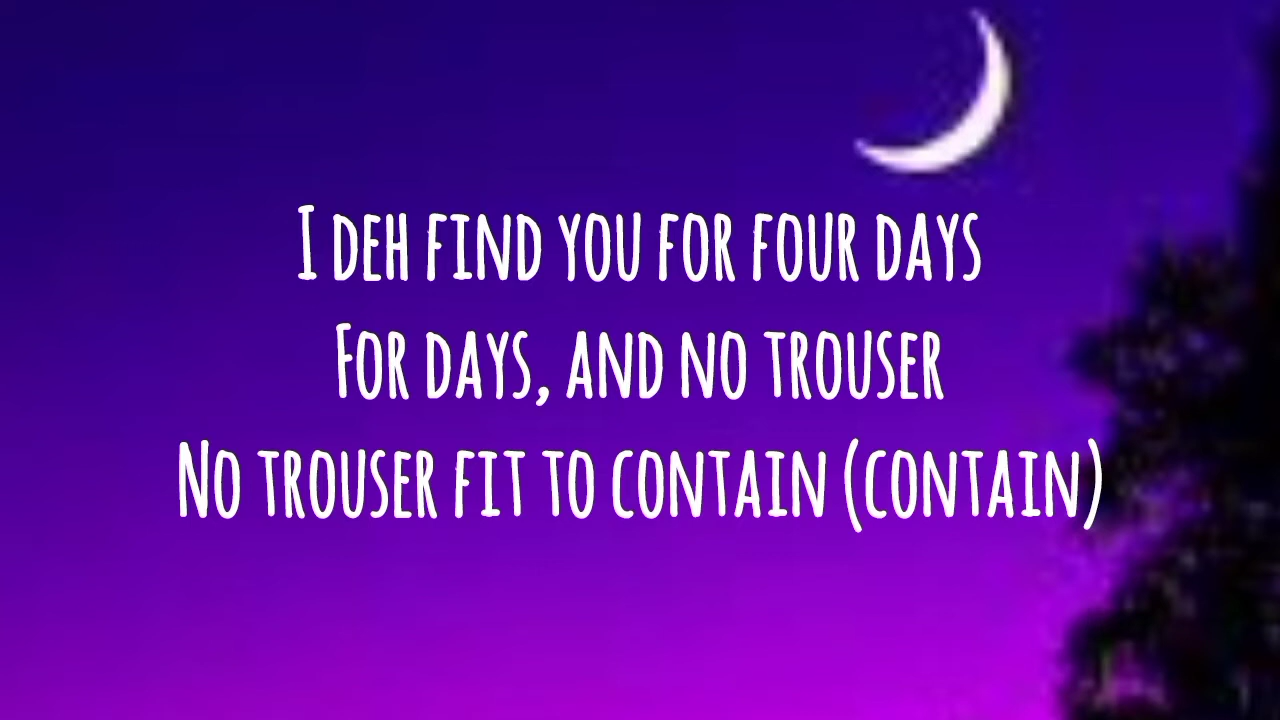 I deh find you for four days
For days, and no trouser
No trouser fit to contain (contain)